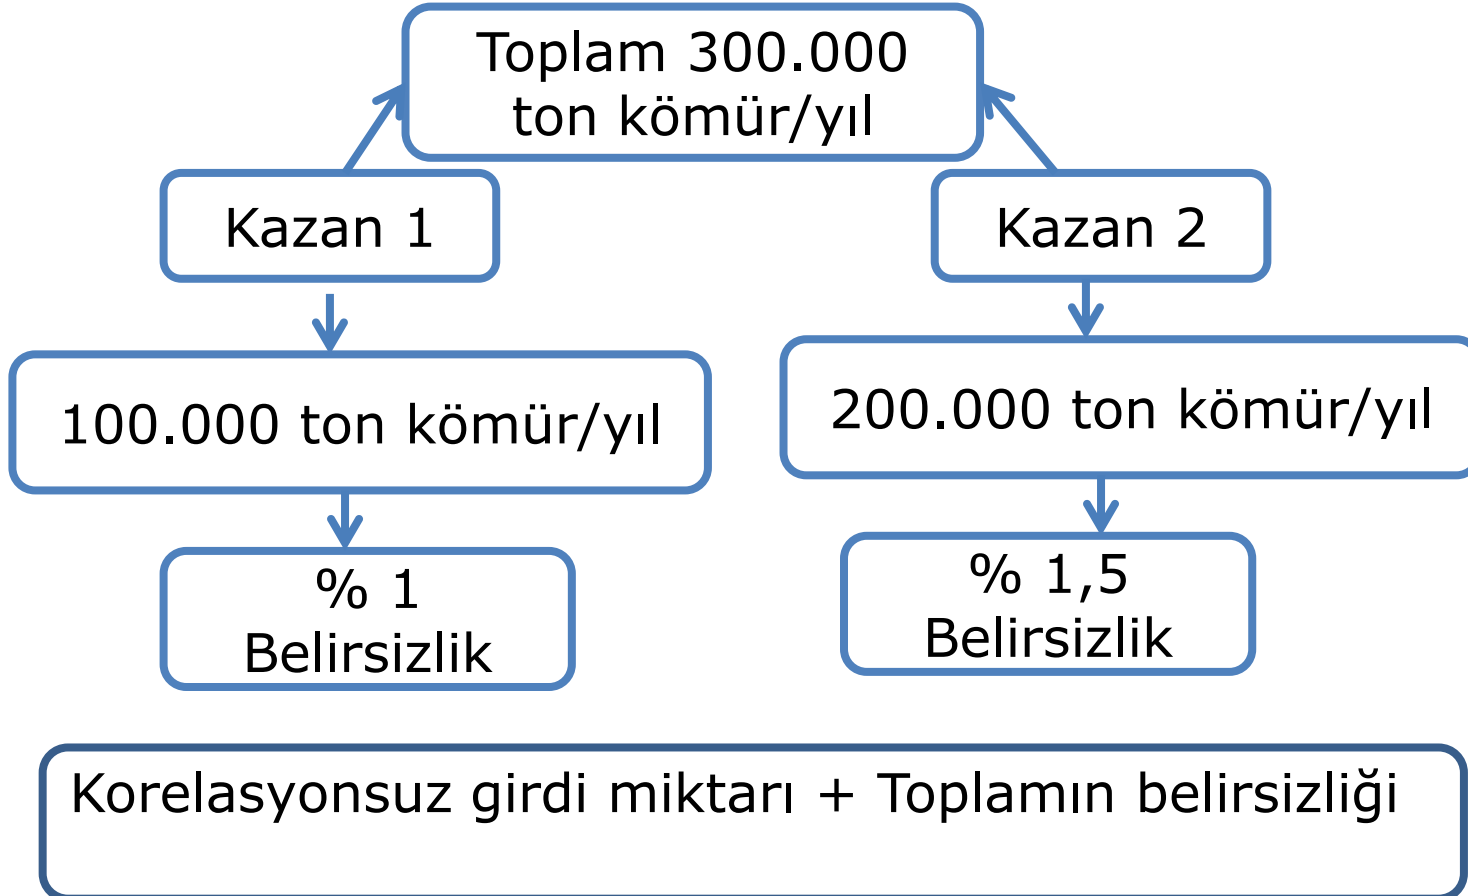 Toplam 300.000
ton kömür/yıl
Kazan 1
Kazan 2
100.000 ton kömür/yıl
200.000 ton kömür/yıl
% 1
Belirsizlik
% 1,5
Belirsizlik
Korelasyonsuz girdi miktarı + Toplamın belirsizliği